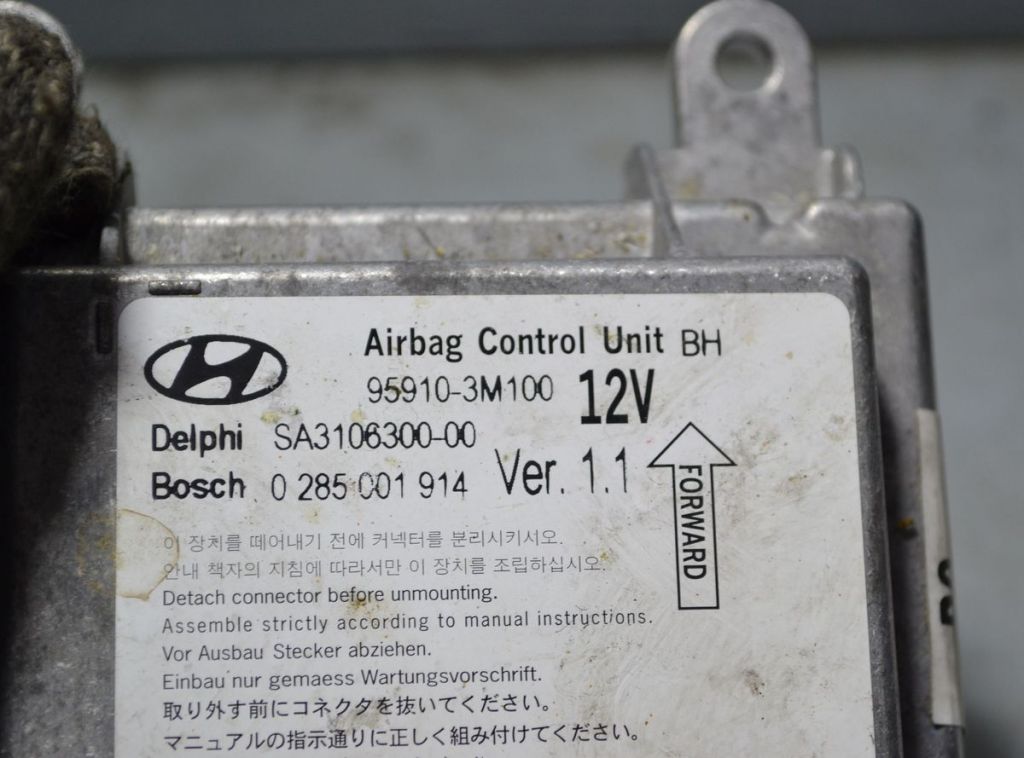 Airbag Control Unit BH
95910-3M100 12V
Delphi SA3106300-00
Bosch 0 285 001 914 Ver. 1.1
FORWARD
이 장치를 떼어내기 전에 커넥터를 분리시키시오.
안내 책자의 지침에 따라서만 이 장치를 조립하십시오.
Detach connector before unmounting.
Assemble strictly according to manual instructions.
Vor Ausbau Stecker abziehen.
Einbau nur gemaess Wartungsvorschrift.
取り外す前にコネクタを抜いてください。
マニュアルの指示通りに正しく組み付けてください。